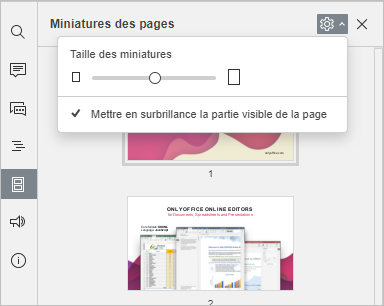 Miniatures des pages
Taille des miniatures
Mettre en surbrillance la partie visible de la page
1
ONLYOFFICE ONLINE EDITORS
for Documents, Spreadsheets and Presentations
2